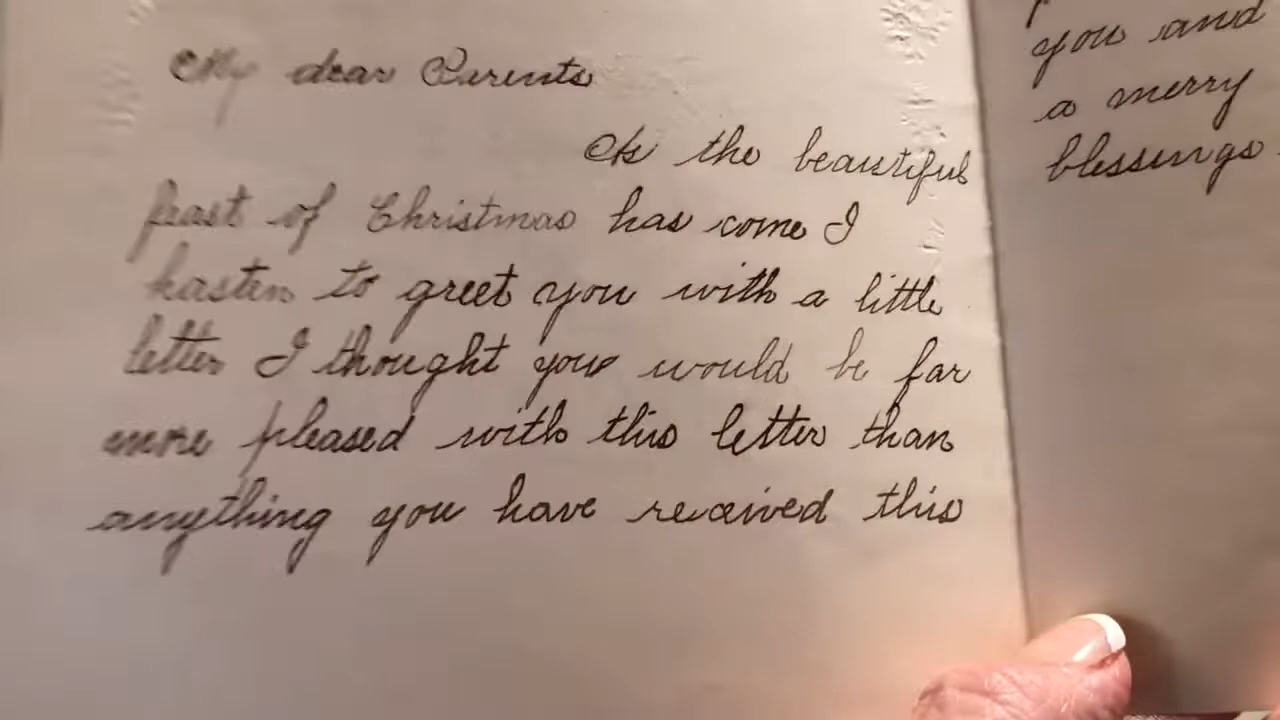 My dear Parents
As the beautiful
feast of Christmas has come I
hasten to greet you with a little
letter I thought you would be far
more pleased with this letter than
anything you have received this
you and
a merry
blessings